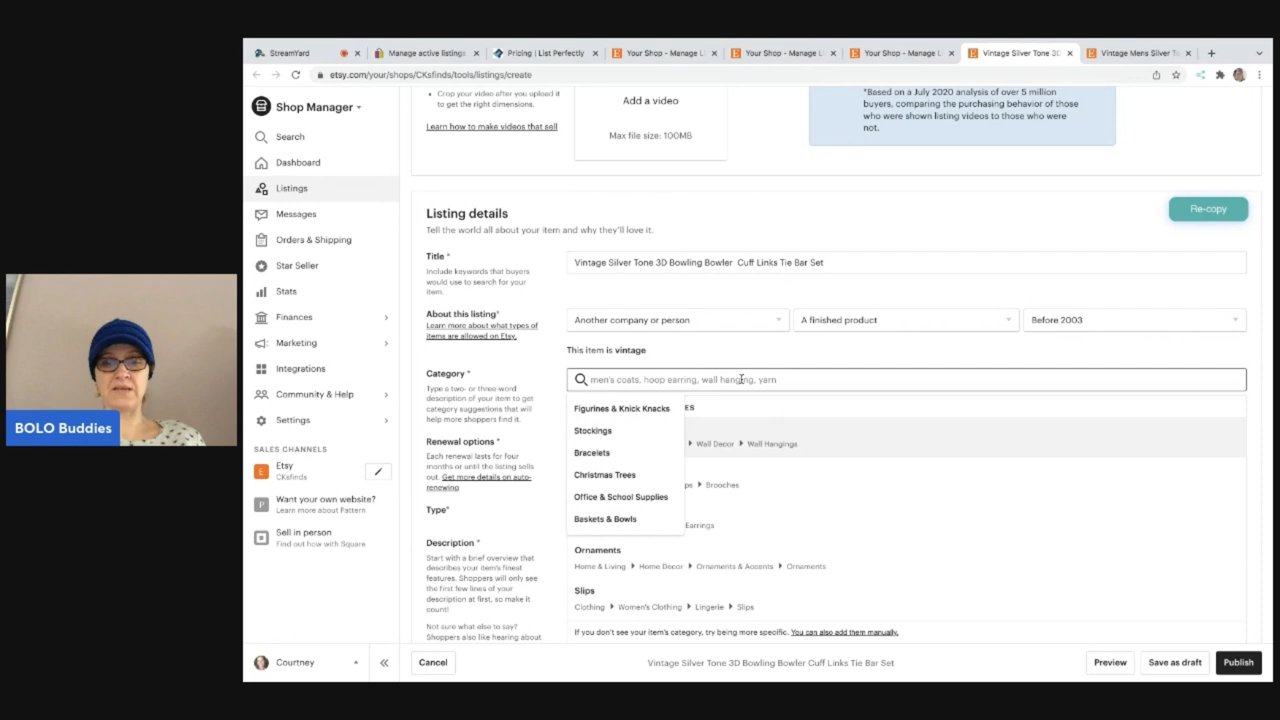 StreamYard
Manage active listings
Pricing | List Perfectly
Your Shop - Manage L
Your Shop - Manage L
Your Shop - Manage L
Vintage Silver Tone 3D
Vintage Mens Silver T
etsy.com/your/shops/CKsfinds/tools/listings/create
Shop Manager
Search
Dashboard
Listings
Messages
Orders & Shipping
Star Seller
Stats
Finances
Marketing
Integrations
Community & Help
Settings
SALES CHANNELS
Etsy
CKsfinds
Want your own website?
Learn more about Pattern
Sell in person
Find out how with Square
Courtney
• Crop your video after you upload it
to get the right dimensions.
Learn how to make videos that sell
Add a video
Max file size: 100MB
*Based on a July 2020 analysis of over 5 million
buyers, comparing the purchasing behavior of those
who were shown listing videos to those who were
not.
Listing details
Tell the world all about your item and why they'll love it.
Re-copy
Title *
Include keywords that buyers
would use to search for your
item.
Vintage Silver Tone 3D Bowling Bowler Cuff Links Tie Bar Set
About this listing*
Learn more about what types of
items are allowed on Etsy.
Another company or person
A finished product
Before 2003
This item is vintage
Category *
Type a two- or three-word
description of your item to get
category suggestions that will
help more shoppers find it.
men's coats, hoop earring, wall hanging, yarn
Figurines & Knick Knacks
Stockings
Bracelets
Christmas Trees
Office & School Supplies
Baskets & Bowls
ES
Wall Decor
Wall Hangings
ps
Brooches
Earrings
Ornaments
Home & Living
Home Decor
Ornaments & Accents
Ornaments
Slips
Clothing
Women's Clothing
Lingerie
Slips
If you don't see your item's category, try being more specific. You can also add them manually.
Renewal options *
Each renewal lasts for four
months or until the listing sells
out. Get more details on auto-
renewing
Type*
Description *
Start with a brief overview that
describes your item's finest
features. Shoppers will only see
the first few lines of your
description at first, so make it
count!
Not sure what else to say?
Shoppers also like hearing about
Cancel
Vintage Silver Tone 3D Bowling Bowler Cuff Links Tie Bar Set
Preview
Save as draft
Publish
BOLO Buddies